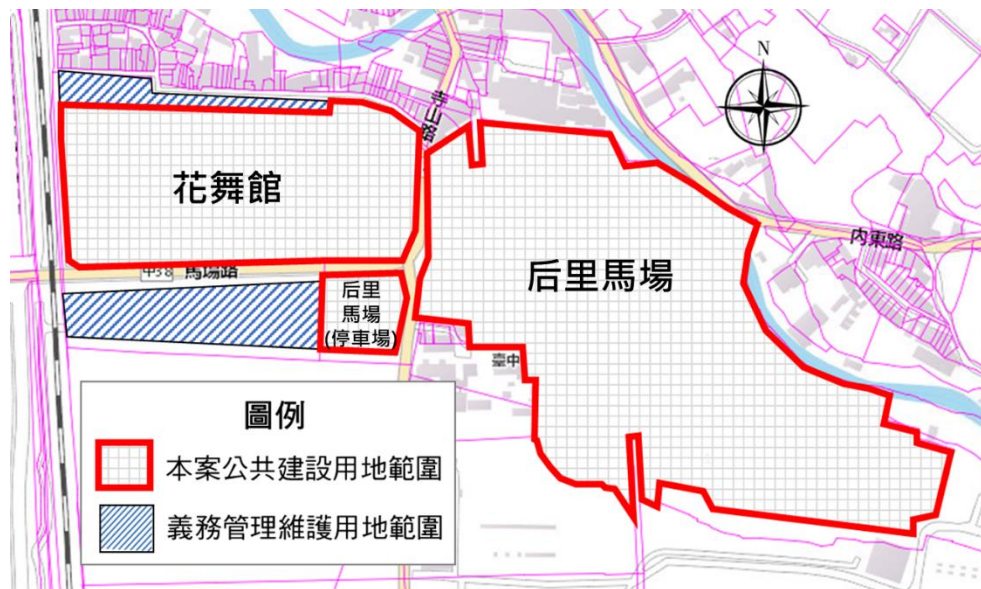 N
寺山路
花舞館
内東路
后里馬場
中38
馬場路
后里
馬場
(停車場)
臺中
圖例
本案公共建設用地範圍
義務管理維護用地範圍